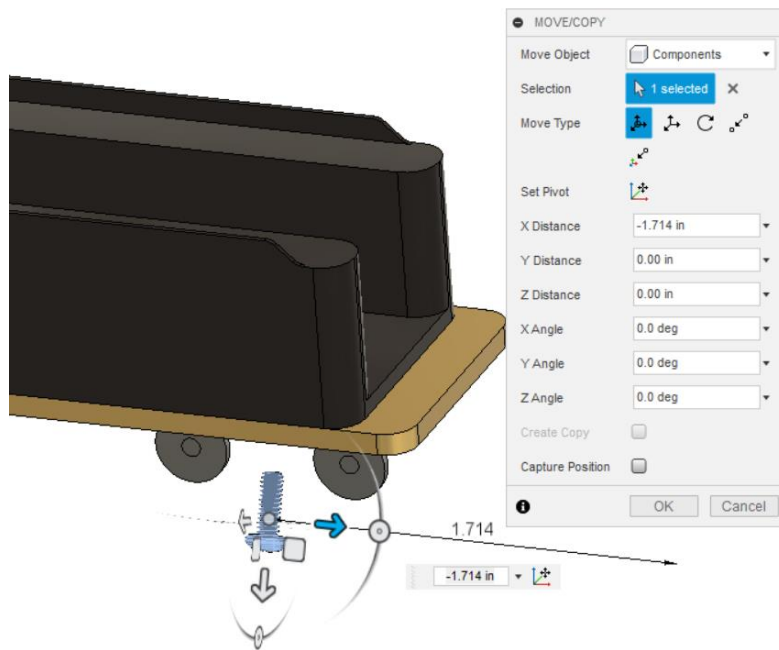 MOVE/COPY
Move Object Components
Selection 1 selected
Move Type
Set Pivot
X Distance -1.714 in
Y Distance 0.00 in
Z Distance 0.00 in
X Angle 0.0 deg
Y Angle 0.0 deg
Z Angle 0.0 deg
Create Copy
Capture Position
OK Cancel
1.714
-1.714 in